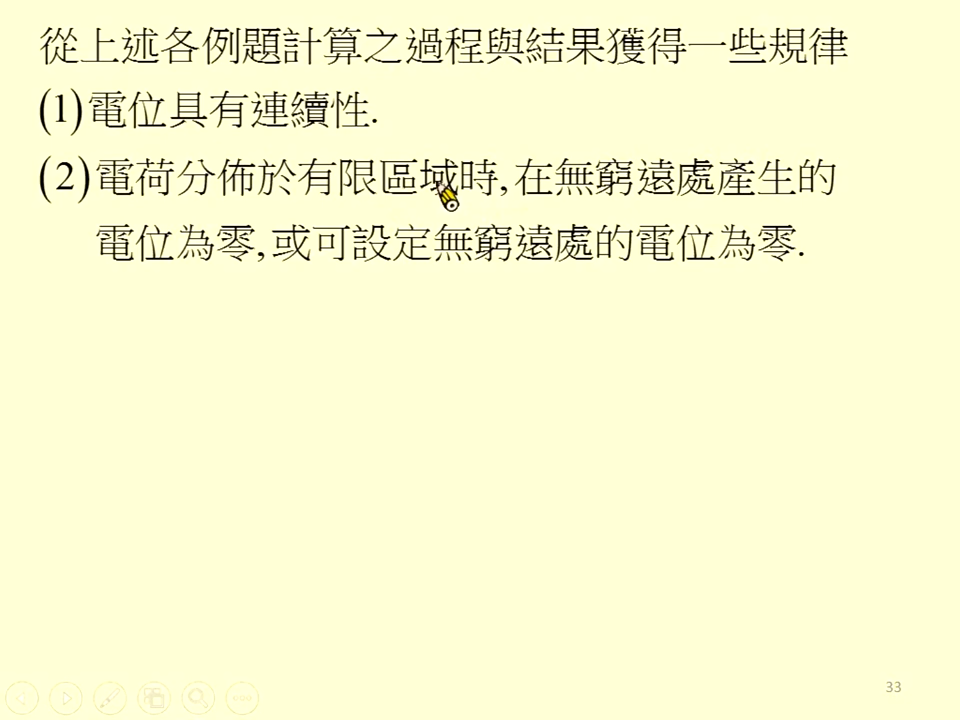 從上述各例題計算之過程與結果獲得一些規律
(1)電位具有連續性.
(2)電荷分佈於有限區域時,在無窮遠處產生的
電位為零,或可設定無窮遠處的電位為零.
33